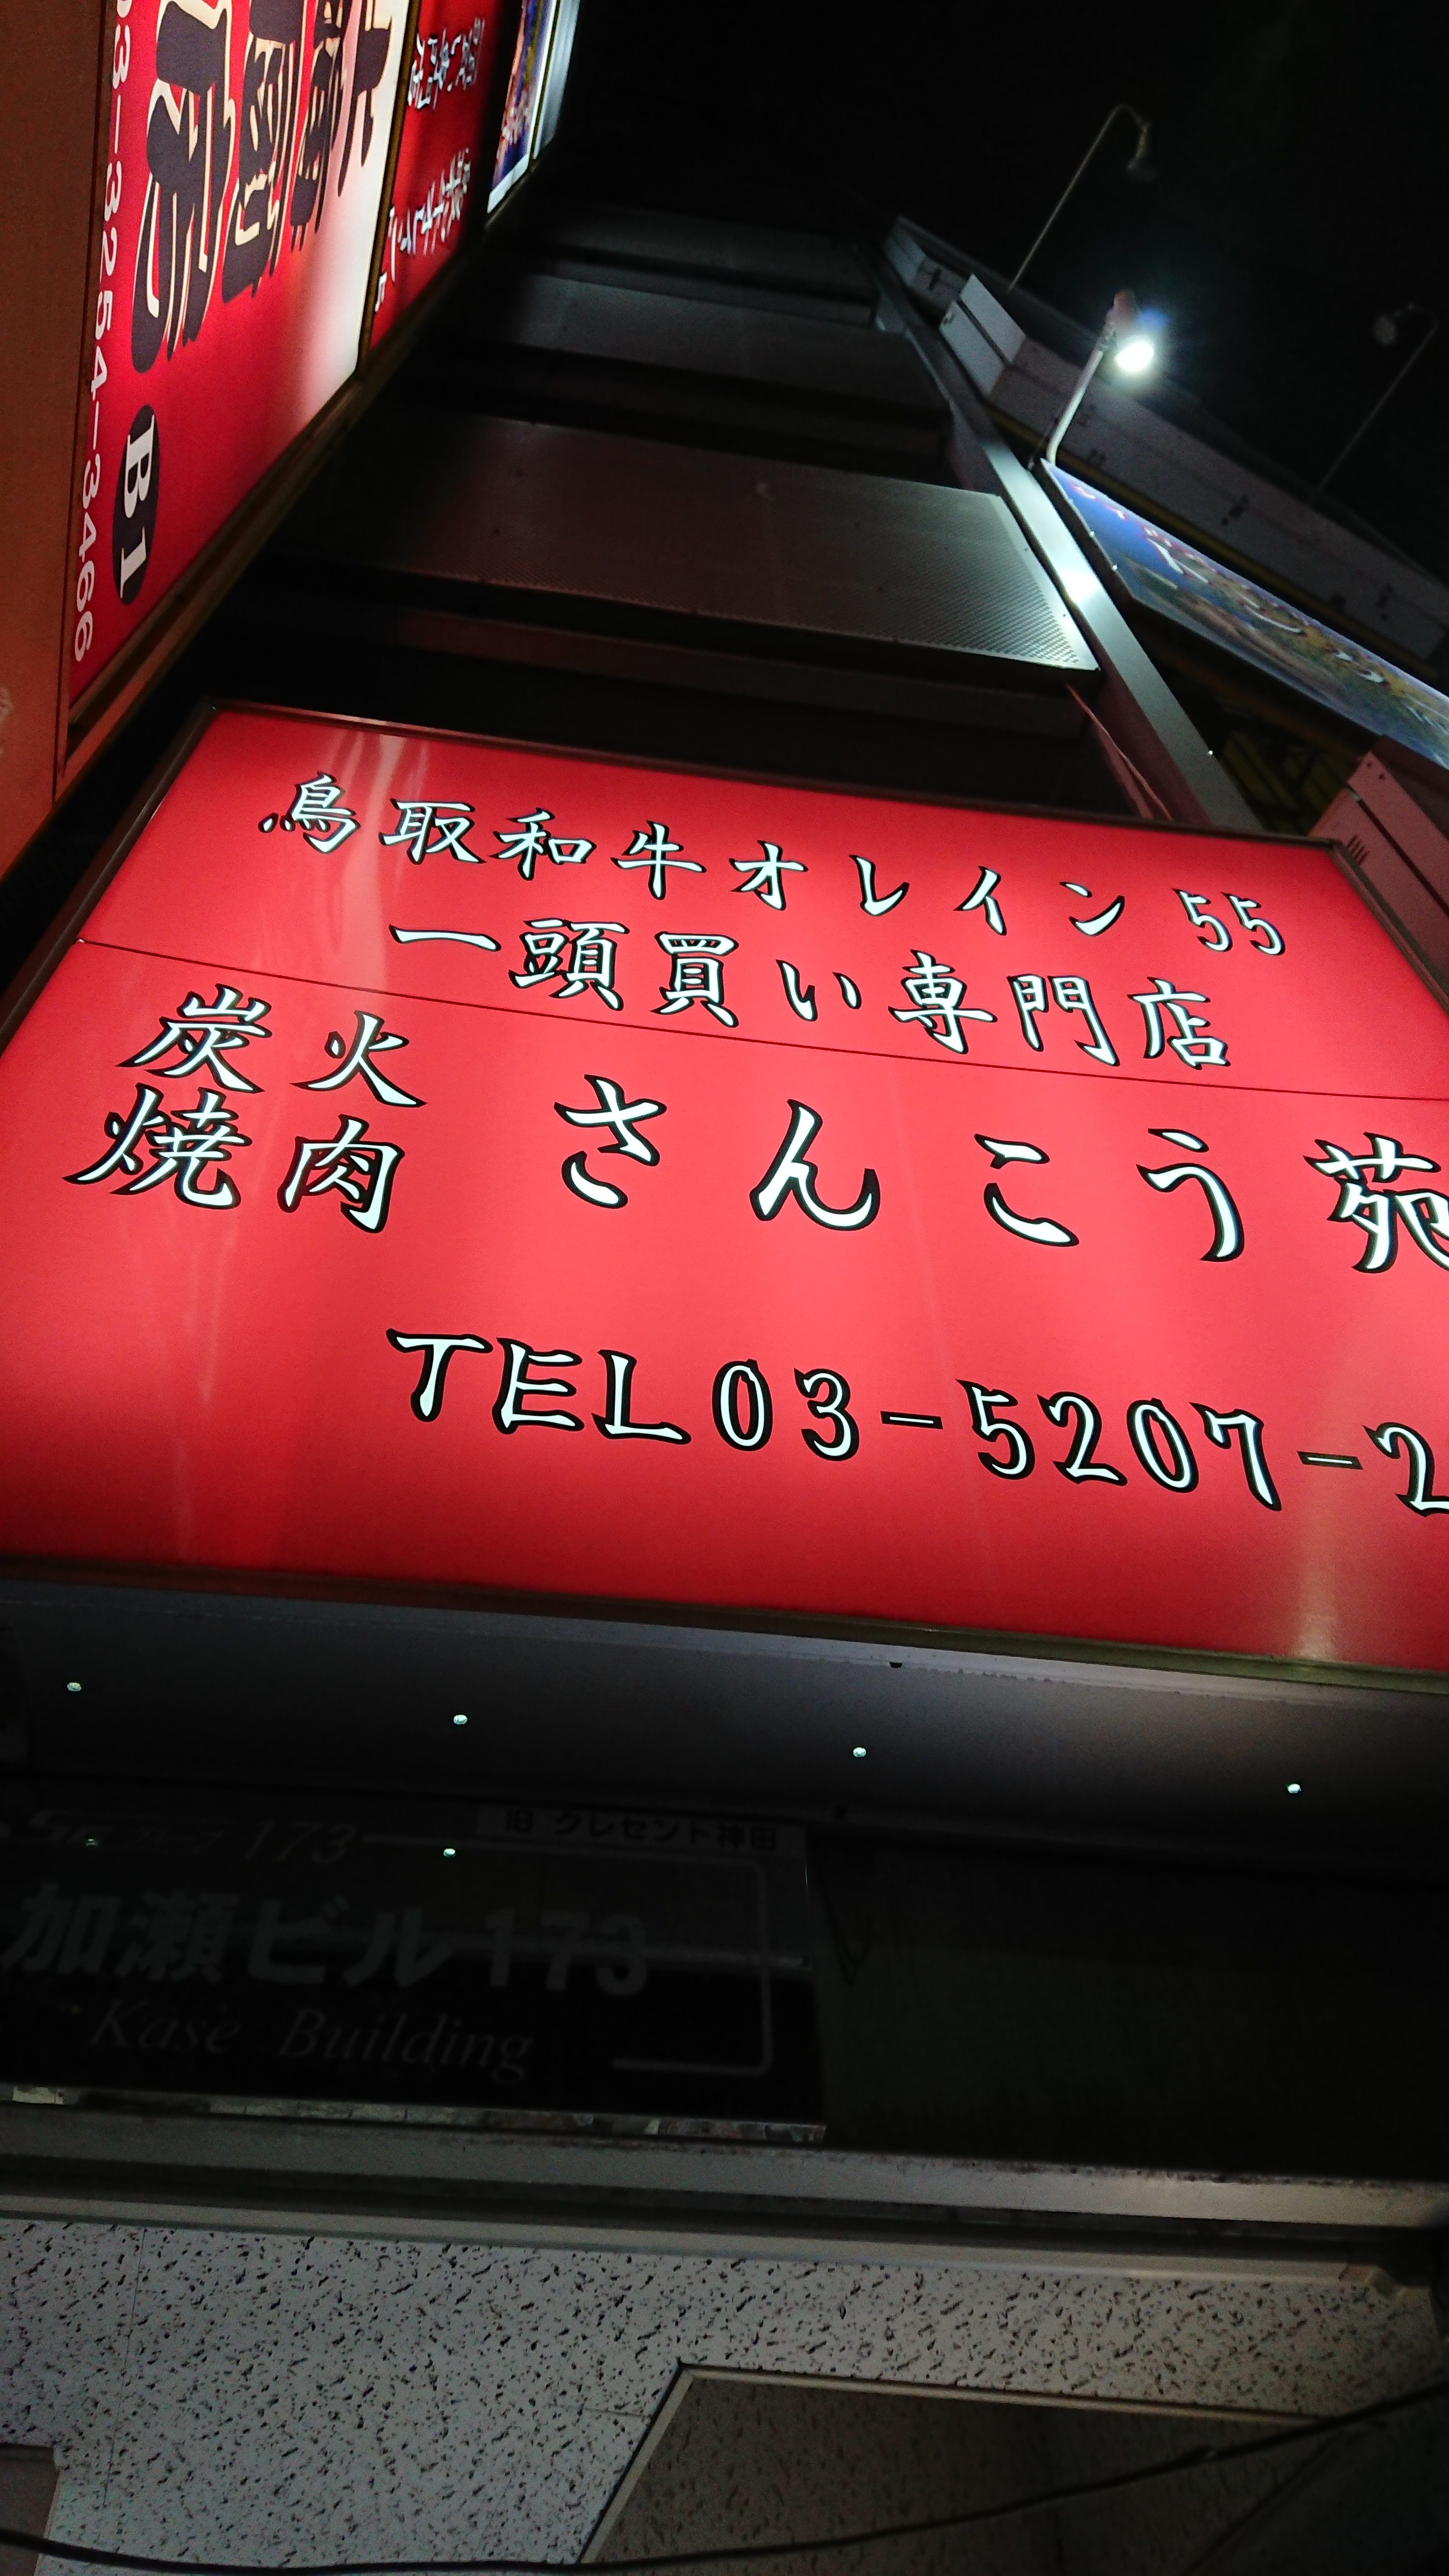 03-3254-3466
B1
鳥取和牛オレイン55
一頭買い専門店
炭火
焼肉
さんこう苑
TEL03-5207-2
旧 クレセント神田
173
加瀬ビル173
Kase Building